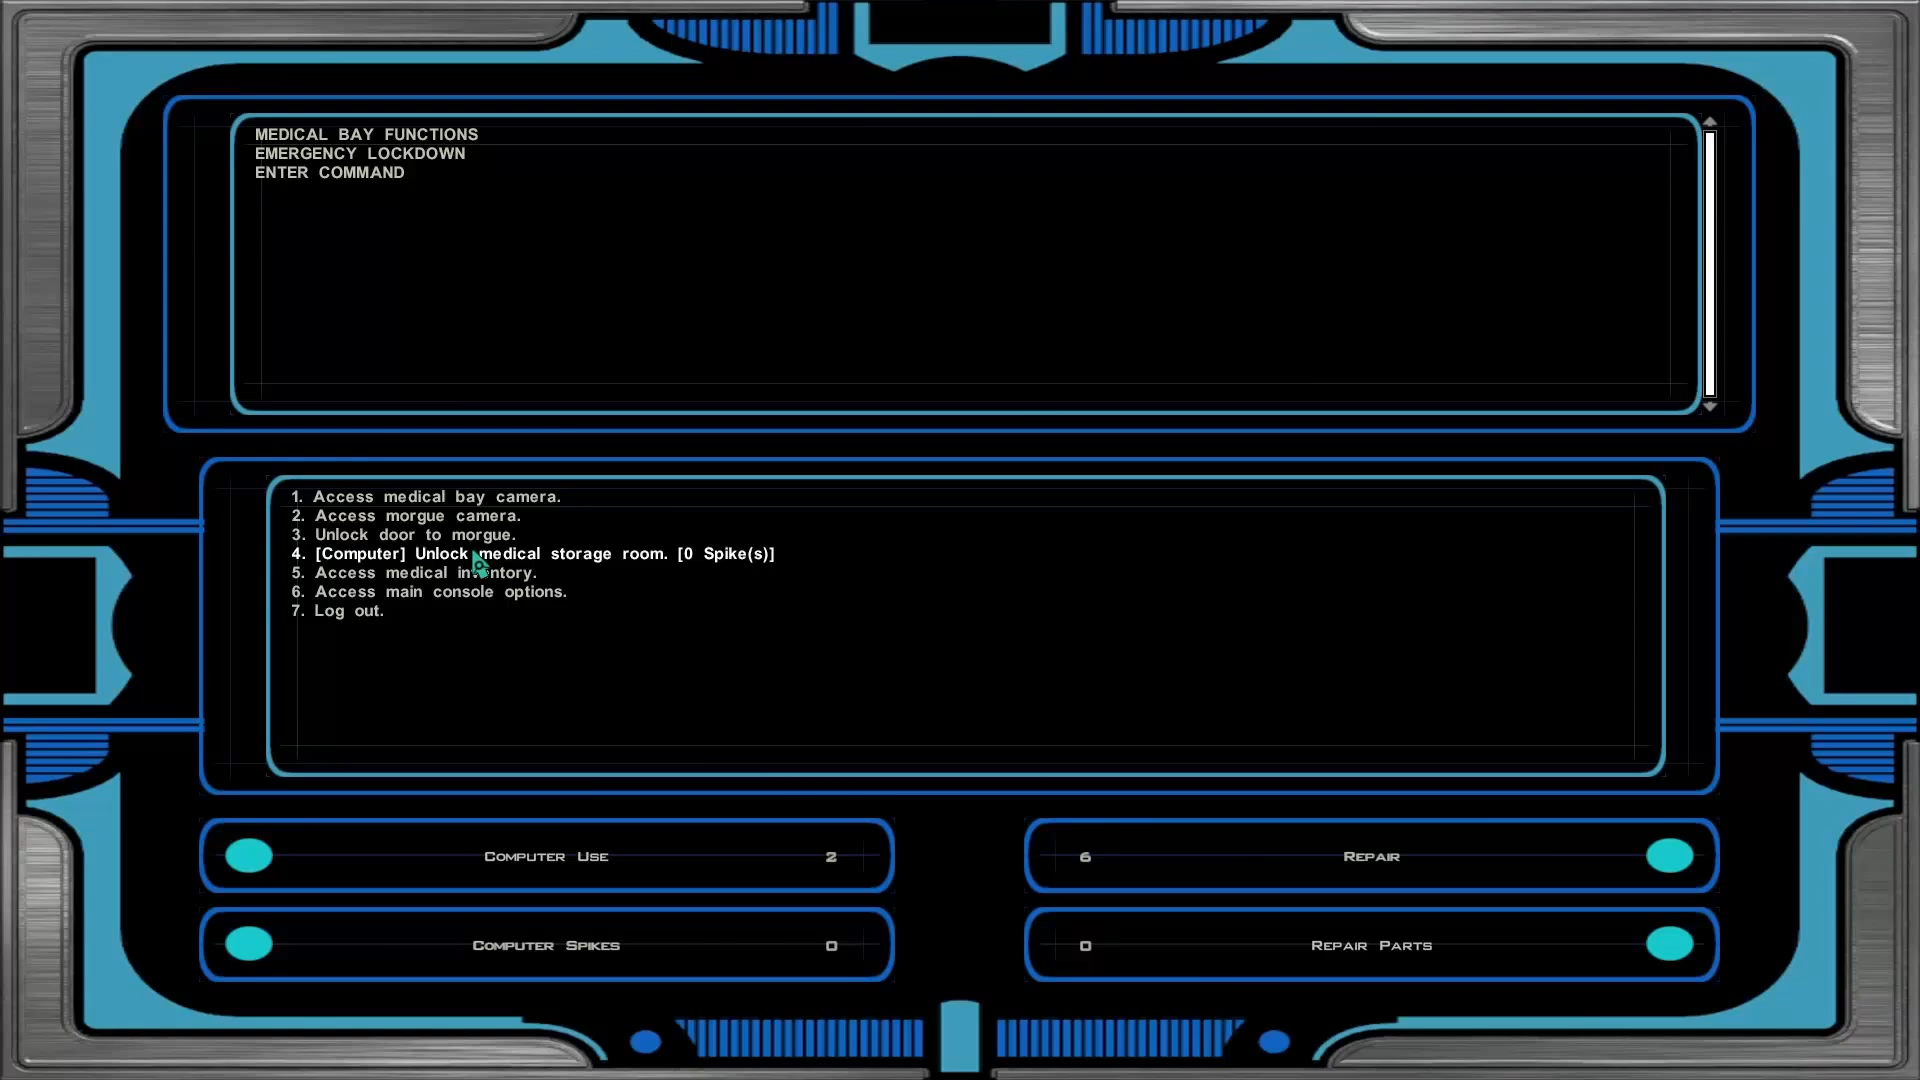 MEDICAL BAY FUNCTIONS
EMERGENCY LOCKDOWN
ENTER COMMAND
1. Access medical bay camera.
2. Access morgue camera.
3. Unlock door to morgue.
4. [Computer] Unlock medical storage room. [0 Spike(s)]
5. Access medical inventory.
6. Access main console options.
7. Log out.
Computer Use 2
6 Repair
Computer Spikes 0
0 Repair Parts